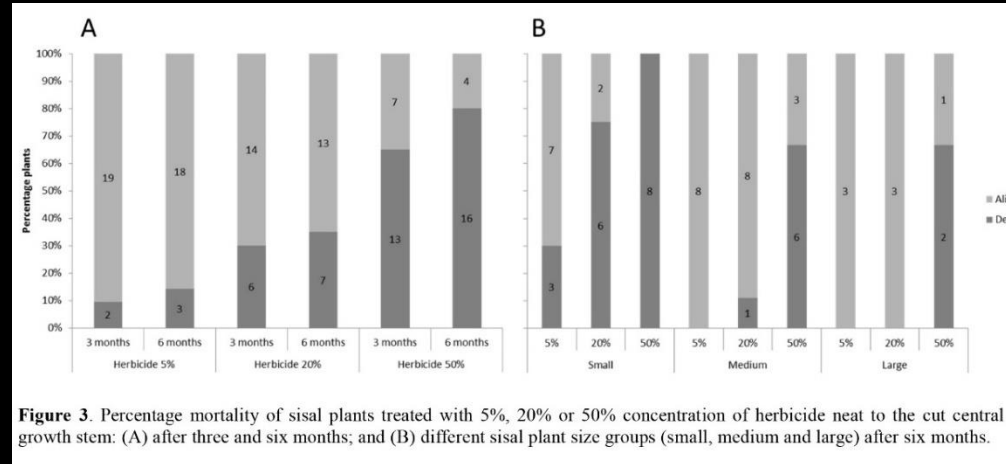 A
B
100%
90%
80%
70%
60%
50%
40%
30%
20%
10%
0%
Percentage plants
19
2
18
3
14
6
13
7
7
13
4
16
3 months
6 months
3 months
6 months
3 months
6 months
Herbicide 5%
Herbicide 20%
Herbicide 50%
7
3
2
6
8
8
8
1
3
6
3
3
1
2
5%
20%
50%
5%
20%
50%
5%
20%
50%
Small
Medium
Large
Ali
De
Figure 3. Percentage mortality of sisal plants treated with 5%, 20% or 50% concentration of herbicide neat to the cut central
growth stem: (A) after three and six months; and (B) different sisal plant size groups (small, medium and large) after six months.